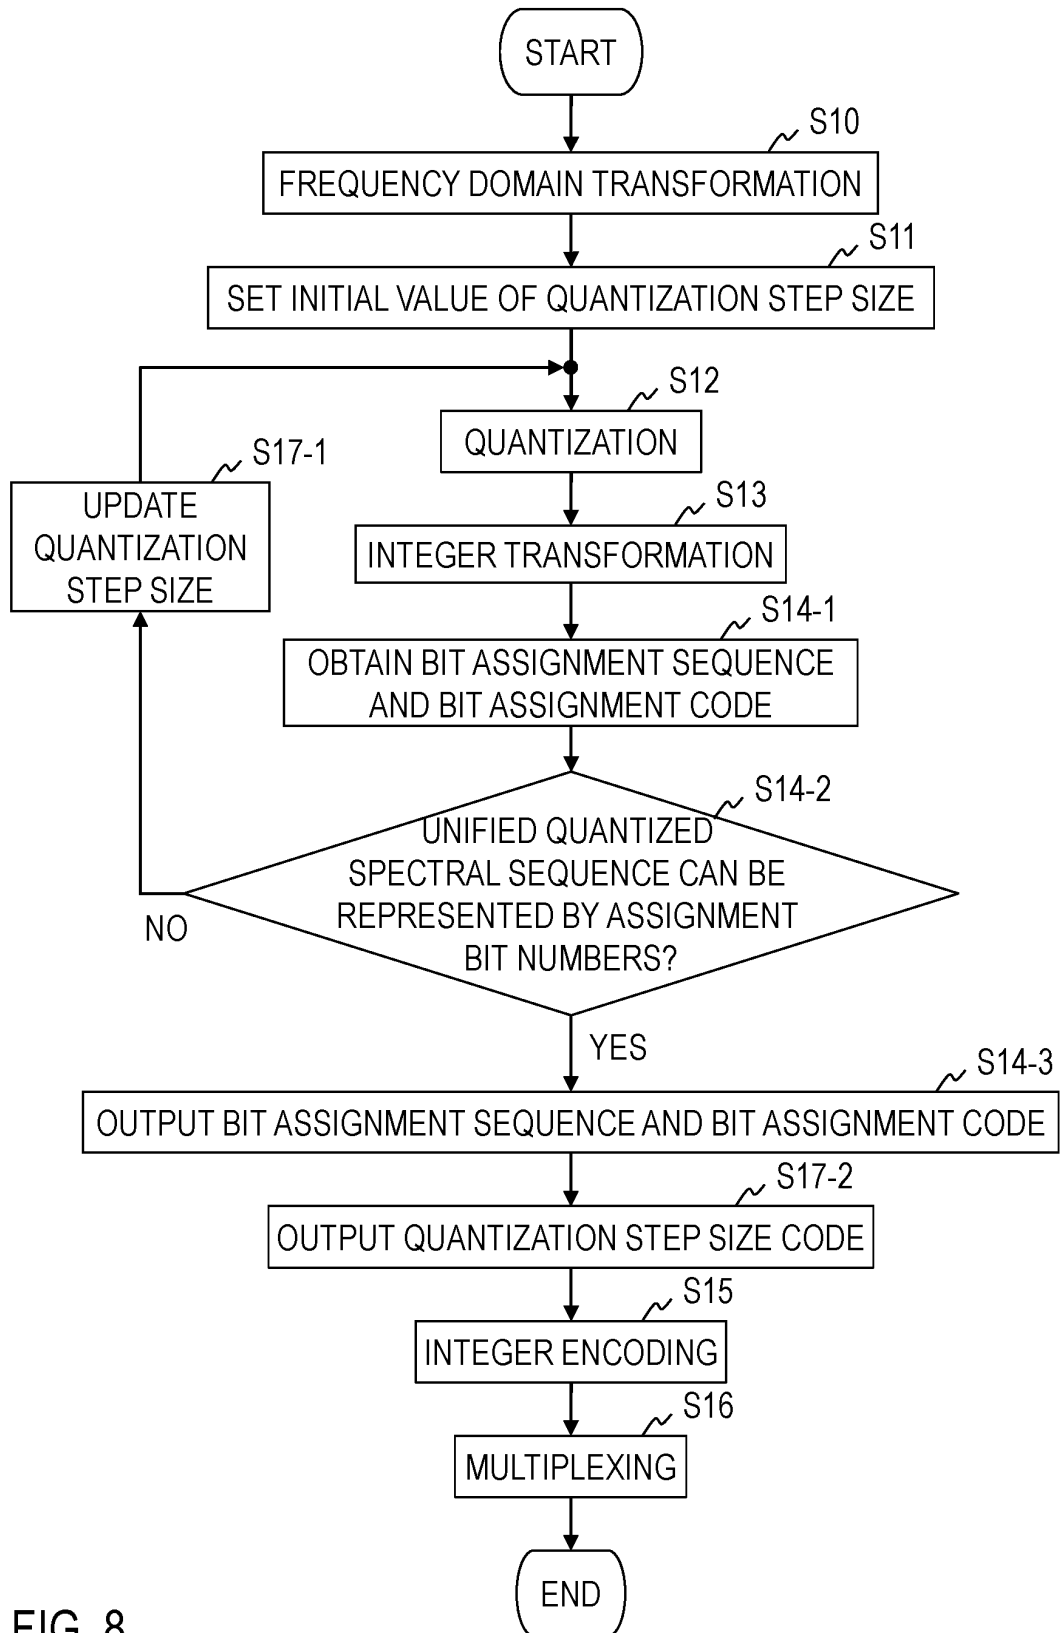 START
S10
FREQUENCY DOMAIN TRANSFORMATION
S11
SET INITIAL VALUE OF QUANTIZATION STEP SIZE
S12
QUANTIZATION
S17-1
UPDATE
QUANTIZATION
STEP SIZE
S13
INTEGER TRANSFORMATION
S14-1
OBTAIN BIT ASSIGNMENT SEQUENCE
AND BIT ASSIGNMENT CODE
S14-2
UNIFIED QUANTIZED
SPECTRAL SEQUENCE CAN BE
REPRESENTED BY ASSIGNMENT
BIT NUMBERS?
NO
YES
S14-3
OUTPUT BIT ASSIGNMENT SEQUENCE AND BIT ASSIGNMENT CODE
S17-2
OUTPUT QUANTIZATION STEP SIZE CODE
S15
INTEGER ENCODING
S16
MULTIPLEXING
END
FIG. 8